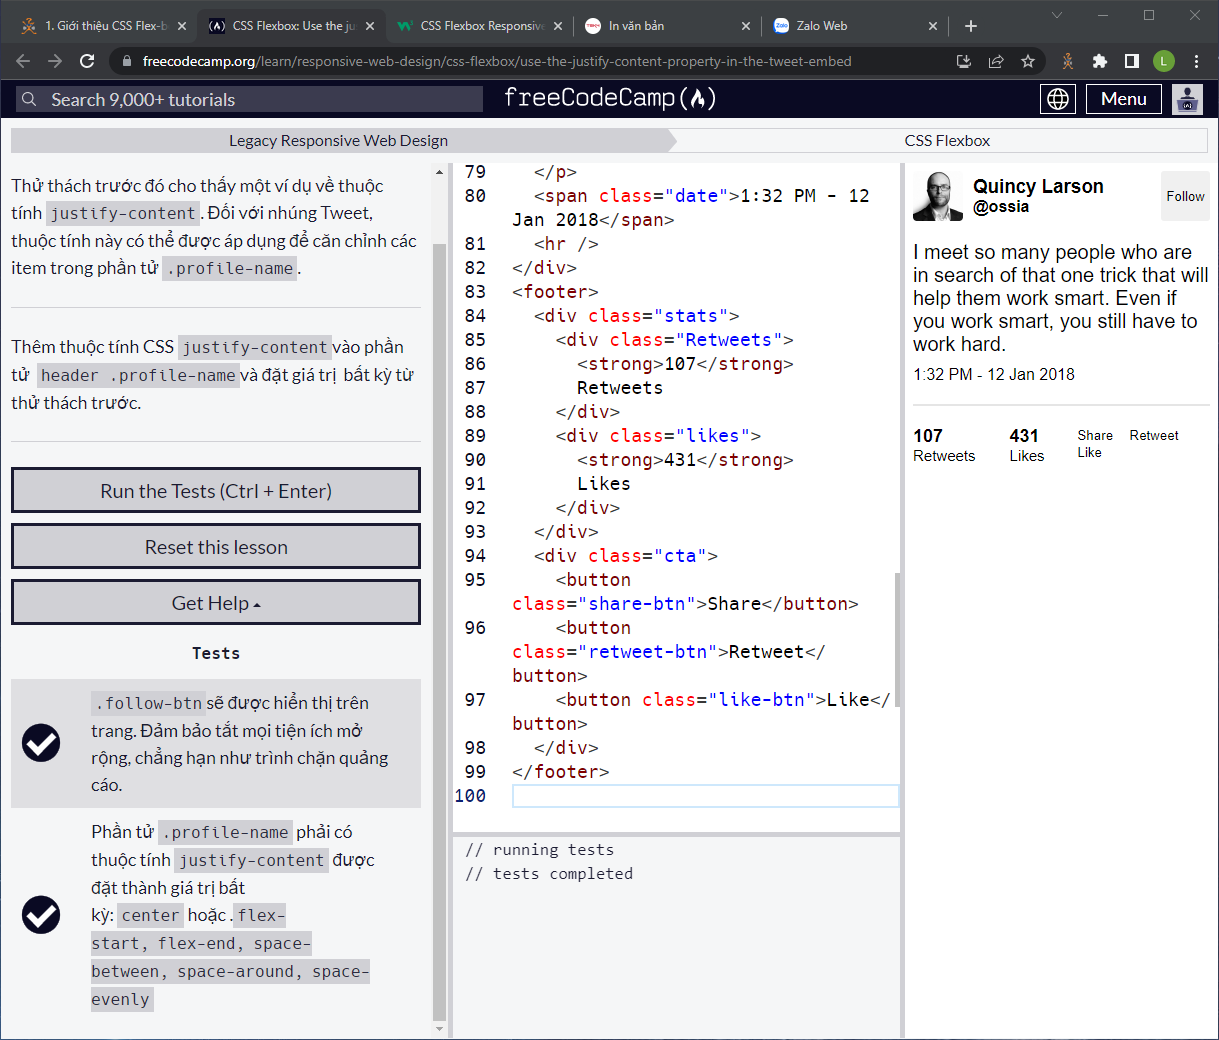 1. Giới thiệu CSS Flex-b
CSS Flexbox: Use the ju
CSS Flexbox Responsive
In văn bản
Zalo Web
freecodecamp.org/learn/responsive-web-design/css-flexbox/use-the-justify-content-property-in-the-tweet-embed
L
Search 9,000+ tutorials
freeCodeCamp
Menu
Legacy Responsive Web Design
CSS Flexbox
Thử thách trước đó cho thấy một ví dụ về thuộc
tính justify-content. Đối với nhúng Tweet,
thuộc tính này có thể được áp dụng để căn chỉnh các
item trong phần tử .profile-name.
Thêm thuộc tính CSS justify-content vào phần
tử header .profile-name và đặt giá trị bất kỳ từ
thử thách trước.
Run the Tests (Ctrl + Enter)
Reset this lesson
Get Help
Tests
.follow-btn sẽ được hiển thị trên
trang. Đảm bảo tắt mọi tiện ích mở
rộng, chẳng hạn như trình chặn quảng
cáo.
Phần tử .profile-name phải có
thuộc tính justify-content được
đặt thành giá trị bất
kỳ: center hoặc . flex-
start, flex-end, space-
between, space-around, space-
evenly
79 </p>
80 <span class="date">1:32 PM - 12
Jan 2018</span>
81 <hr />
82 </div>
83 <footer>
84 <div class="stats">
85 <div class="Retweets">
86 <strong>107</strong>
87 Retweets
88 </div>
89 <div class="likes">
90 <strong>431</strong>
91 Likes
92 </div>
93 </div>
94 <div class="cta">
95 <button
class="share-btn">Share</button>
96 <button
class="retweet-btn">Retweet</
button>
97 <button class="like-btn">Like</
button>
98 </div>
99 </footer>
100
// running tests
// tests completed
Quincy Larson
@ossia
Follow
I meet so many people who are
in search of that one trick that will
help them work smart. Even if
you work smart, you still have to
work hard.
1:32 PM - 12 Jan 2018
107
Retweets
431
Likes
Share Retweet
Like